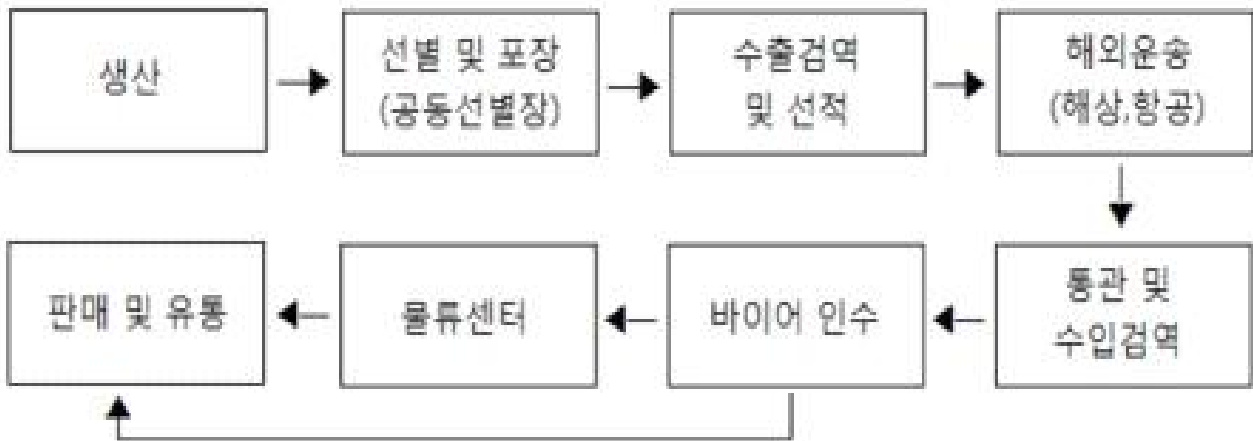 생산
선별 및 포장
(공동선별장)
수출검역
및 선적
해외운송
(해상,항공)
통관 및
수입검역
바이어 인수
물류센터
판매 및 유통